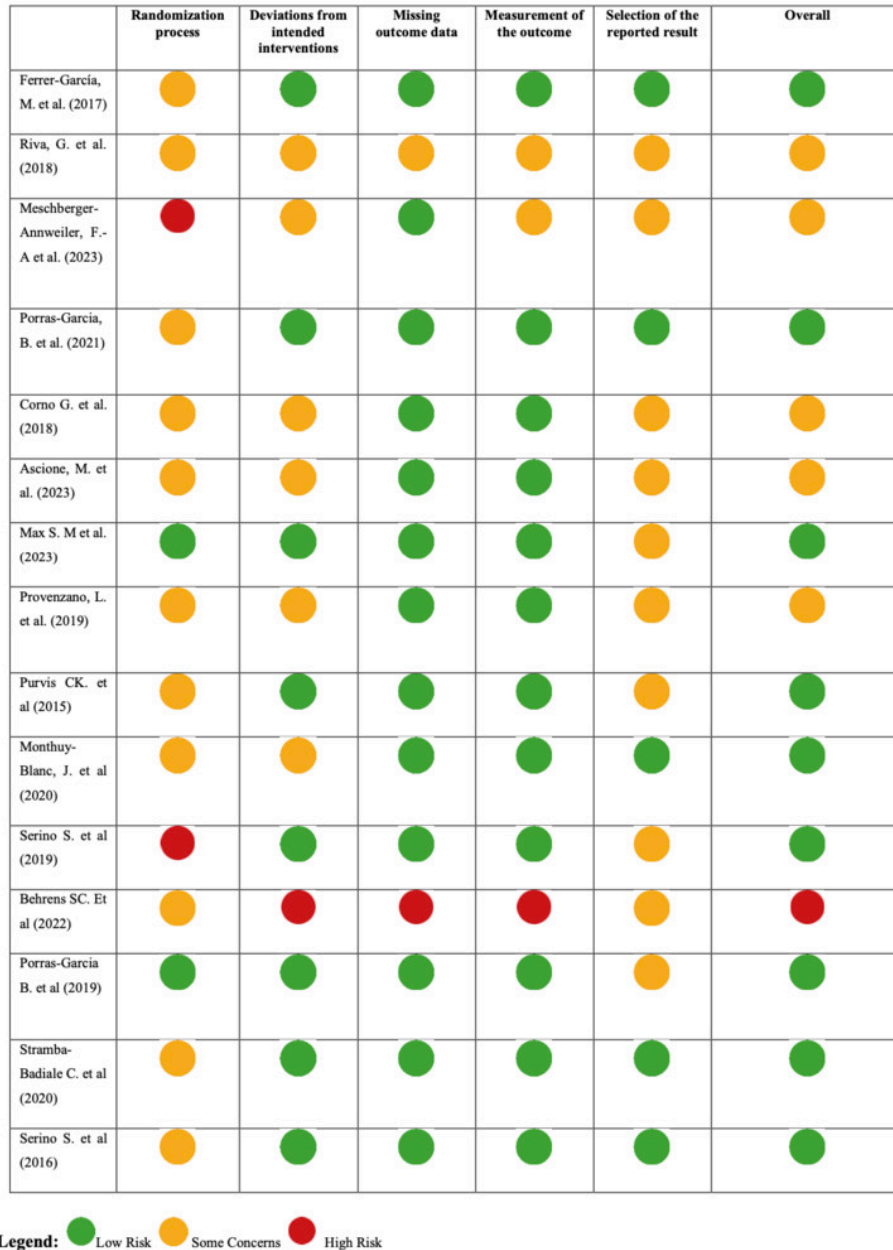 Randomization process
Deviations from intended interventions
Missing outcome data
Measurement of the outcome
Selection of the reported result
Overall
Ferrer-García,
M. et al. (2017)
Riva, G. et al.
(2018)
Meschberger-
Annweiler, F.-
A et al. (2023)
Porras-Garcia,
B. et al. (2021)
Corno G. et al.
(2018)
Ascione, M. et
al. (2023)
Max S. M et al.
(2023)
Provenzano, L.
et al. (2019)
Purvis CK. et
al (2015)
Monthuy-
Blanc, J. et al
(2020)
Serino S. et al
(2019)
Behrens SC. Et
al (2022)
Porras-Garcia
B. et al (2019)
Stramba-
Badiale C. et al
(2020)
Serino S. et al
(2016)
Legend: Low Risk Some Concerns High Risk